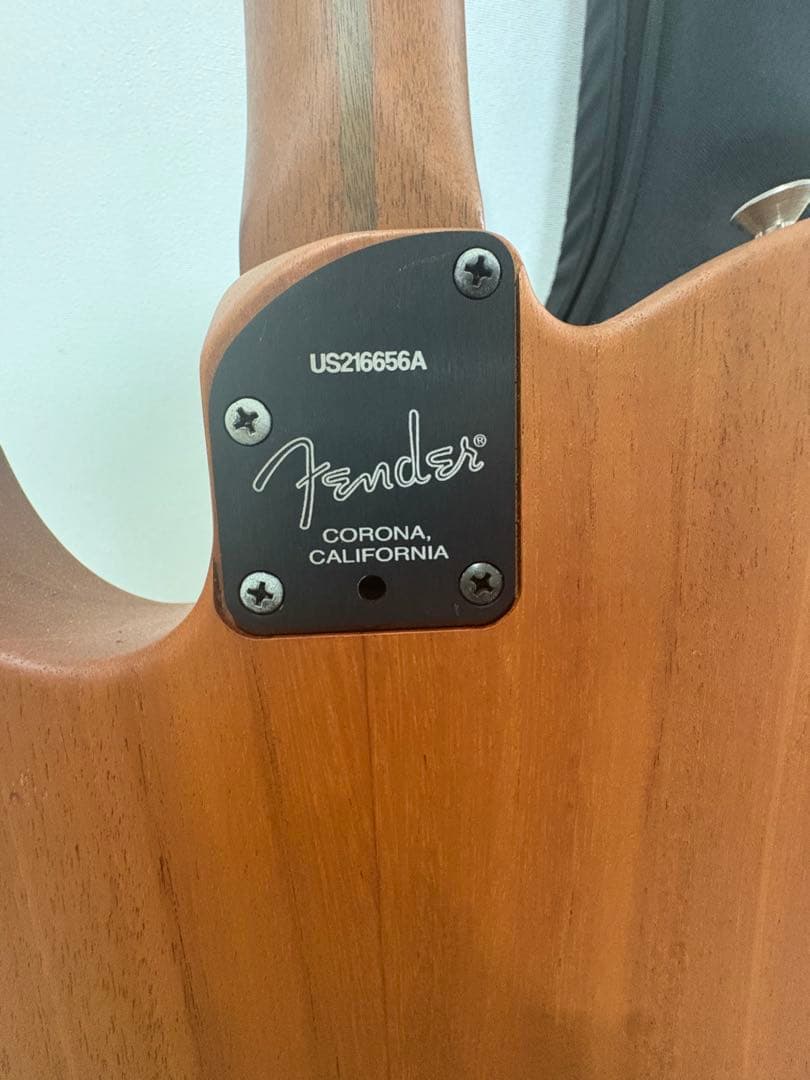 US216656A
Fender®
CORONA,
CALIFORNIA